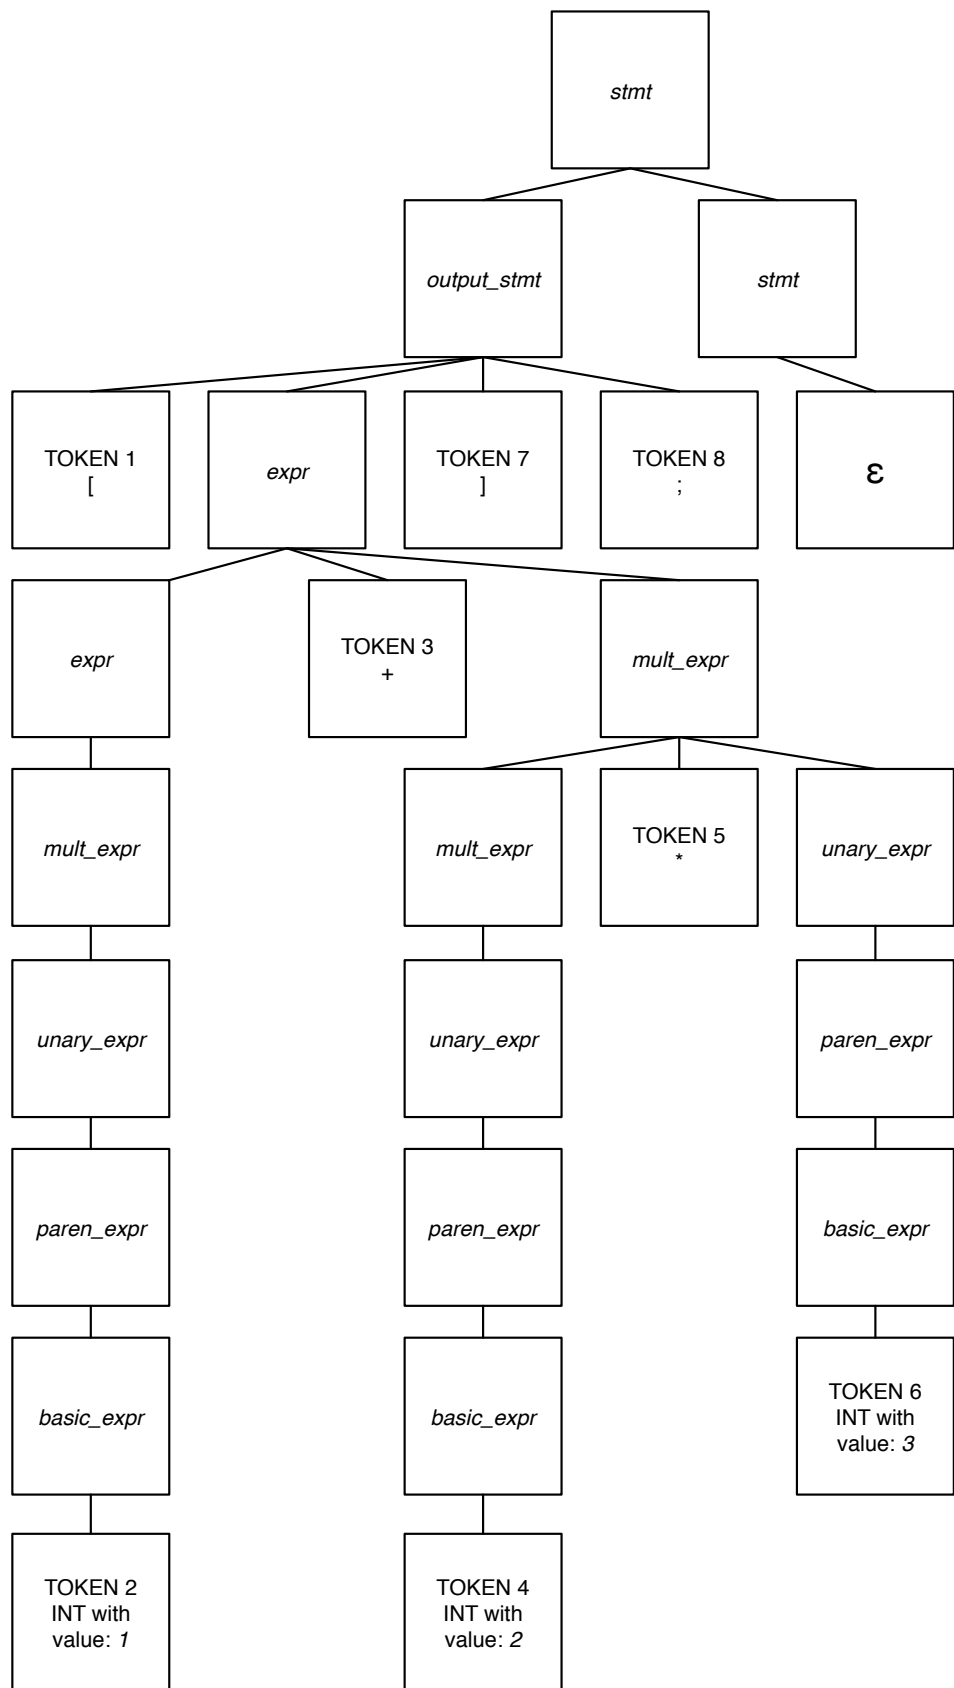 stmt
output_stmt
stmt
TOKEN 1
[
expr
TOKEN 7
]
TOKEN 8
;
ε
expr
TOKEN 3
+
mult_expr
mult_expr
mult_expr
TOKEN 5
*
unary_expr
unary_expr
unary_expr
paren_expr
paren_expr
paren_expr
basic_expr
basic_expr
basic_expr
TOKEN 6
INT with
value: 3
TOKEN 2
INT with
value: 1
TOKEN 4
INT with
value: 2